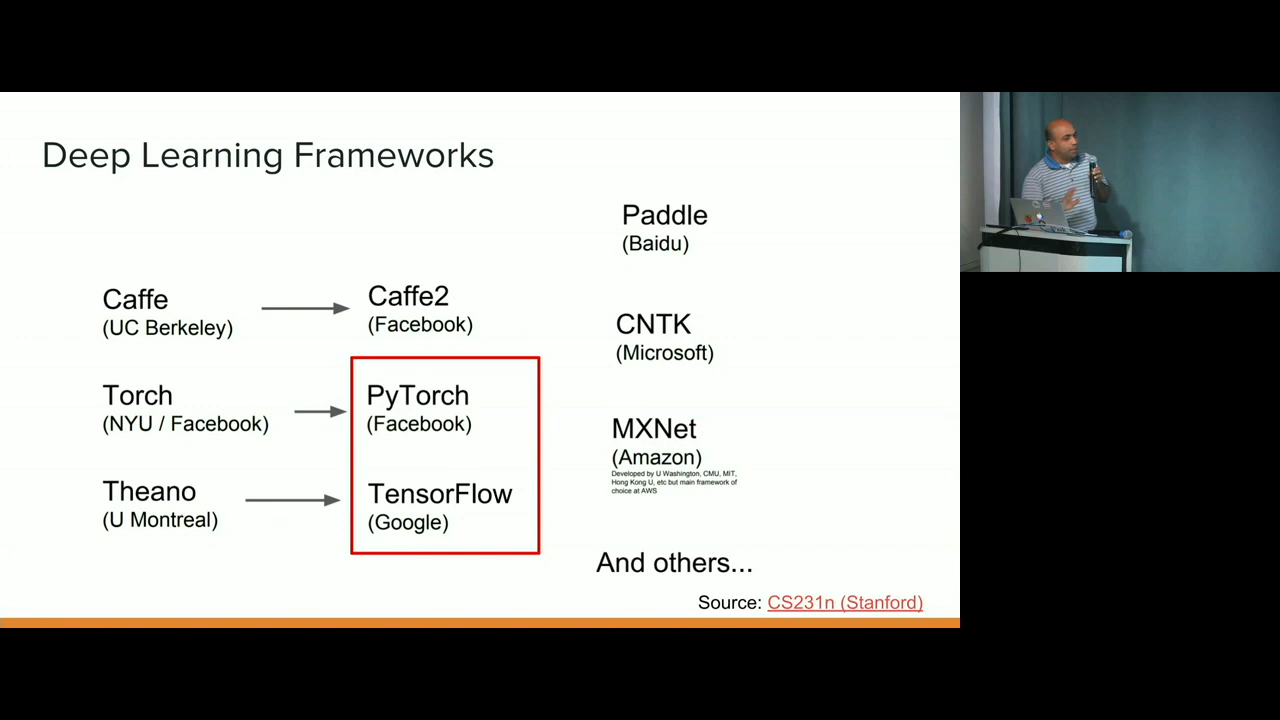 Deep Learning Frameworks
Caffe
(UC Berkeley)
Caffe2
(Facebook)
Torch
(NYU / Facebook)
PyTorch
(Facebook)
Theano
(U Montreal)
TensorFlow
(Google)
Paddle
(Baidu)
CNTK
(Microsoft)
MXNet
(Amazon)
Developed by U Washington, CMU, MIT,
Hong Kong U, etc but main framework of
choice at AWS
And others...
Source: CS231n (Stanford)